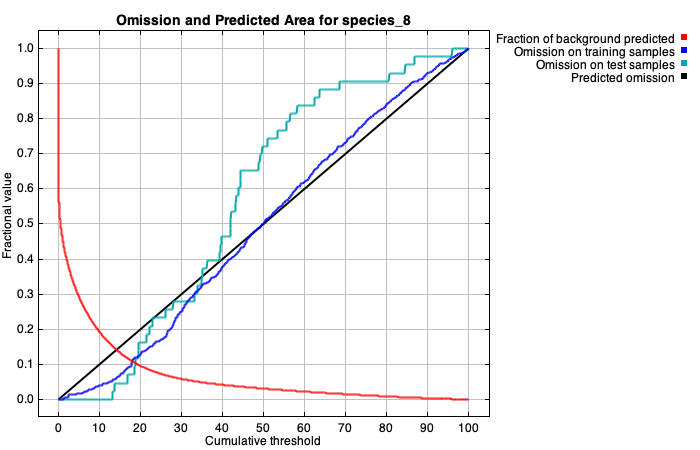 Omission and Predicted Area for species_8
Fraction of background predicted
Omission on training samples
Omission on test samples
Predicted omission
Fractional value
1.0
0.9
0.8
0.7
0.6
0.5
0.4
0.3
0.2
0.1
0.0
0 10 20 30 40 50 60 70 80 90 100
Cumulative threshold